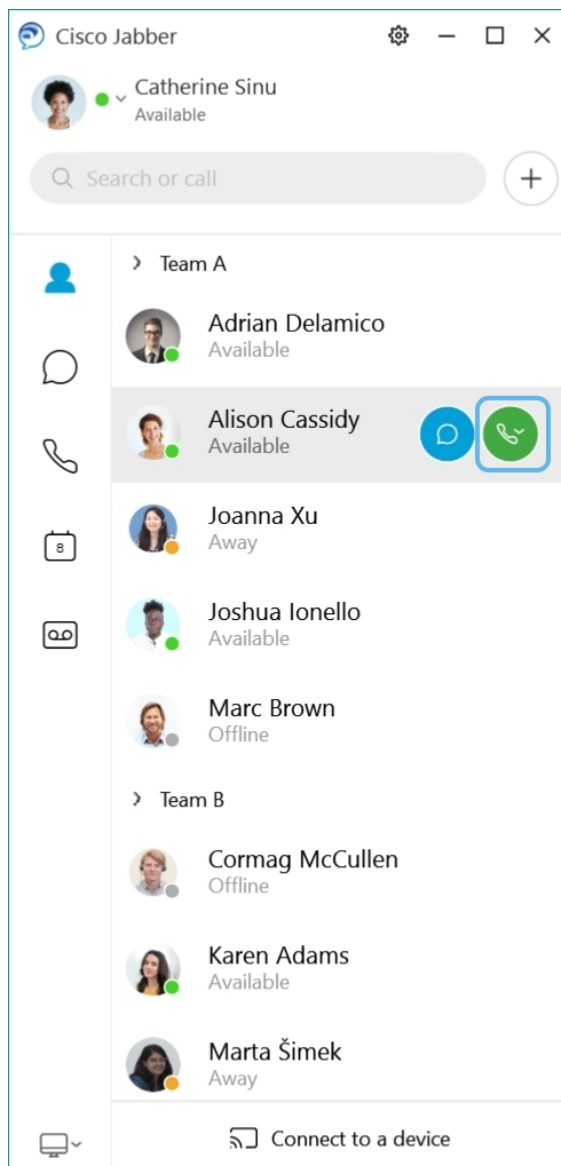 Cisco Jabber
Catherine Sinu
Available
Search or call
Team A
Adrian Delamico
Available
Alison Cassidy
Available
Joanna Xu
Away
8
Joshua Ionello
Available
Marc Brown
Offline
Team B
Cormag McCullen
Offline
Karen Adams
Available
Marta Šimek
Away
Connect to a device